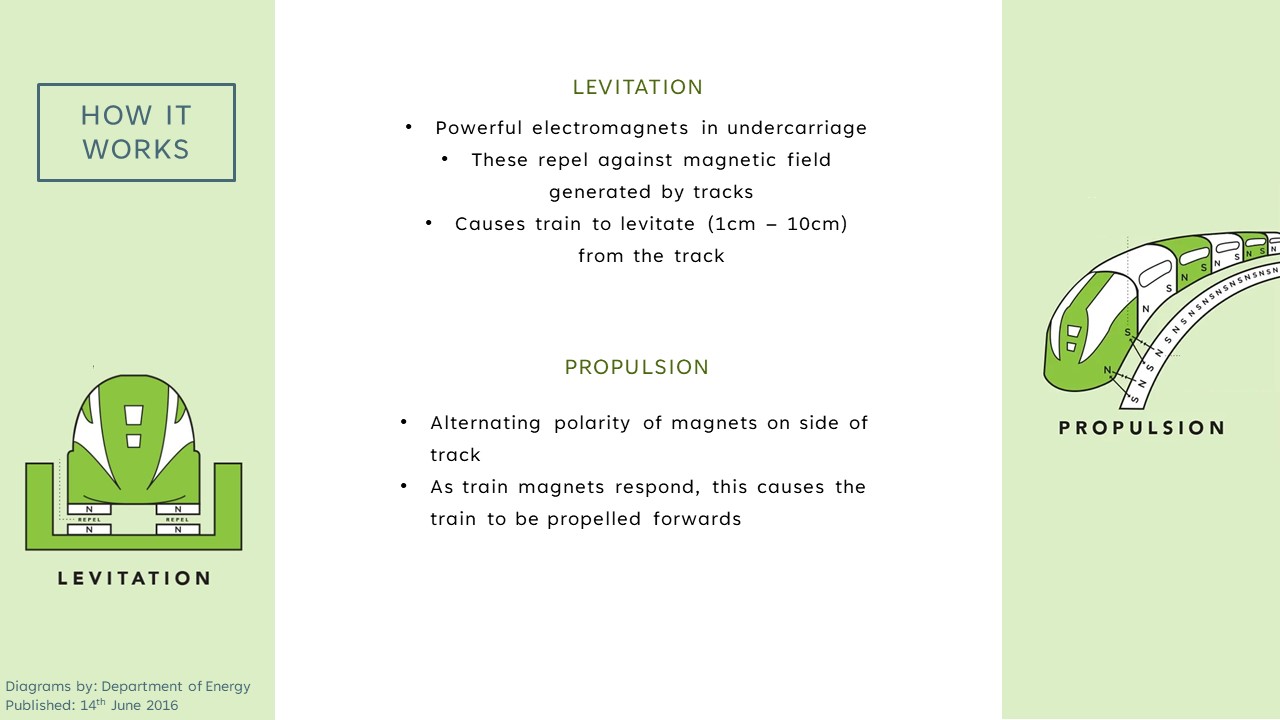 HOW IT
WORKS
LEVITATION
• Powerful electromagnets in undercarriage
• These repel against magnetic field
generated by tracks
• Causes train to levitate (1cm – 10cm)
from the track
PROPULSION
• Alternating polarity of magnets on side of
track
• As train magnets respond, this causes the
train to be propelled forwards
N N
REPEL REPEL
N N
LEVITATION
S N S N S N S N
N
S
N
S N S N S N S N S N S N S N S N S N
PROPULSION
Diagrams by: Department of Energy
Published: 14th June 2016